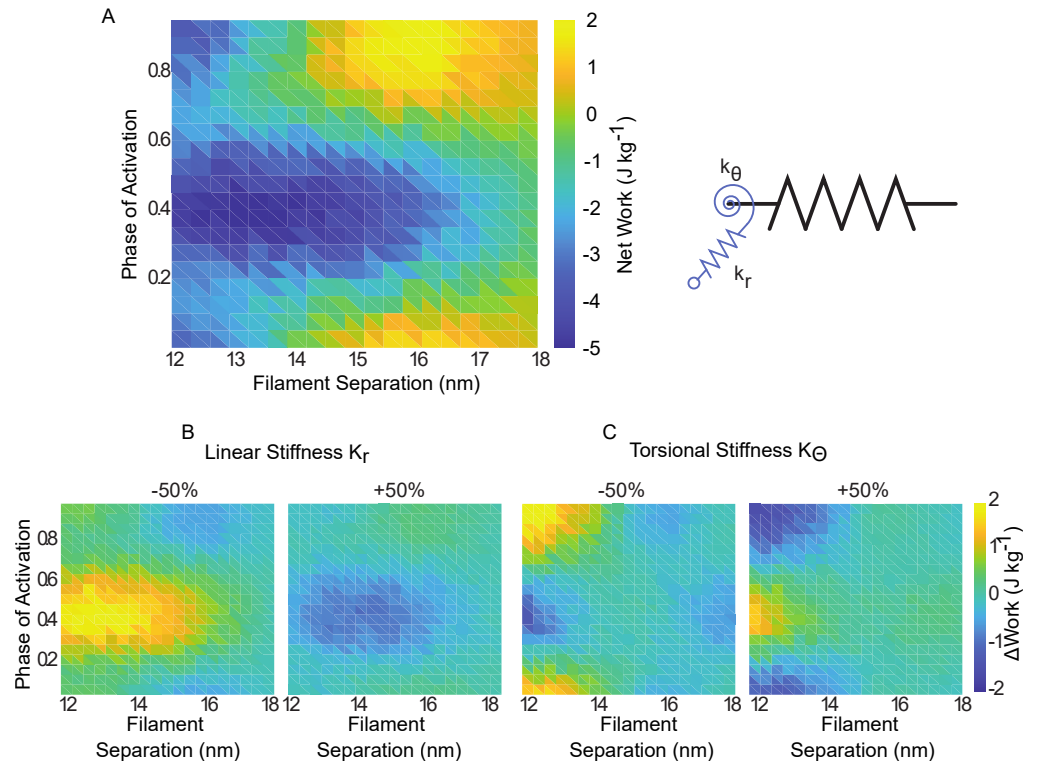 A
0.8
0.6
0.4
0.2
Phase of Activation
12 13 14 15 16 17 18
Filament Separation (nm)
2
1
0
-1
-2
-3
-4
-5
Net Work (J kg-1)
kθ
kr
B
Linear Stiffness Kr
-50% +50%
C
Torsional Stiffness KΘ
-50% +50%
0.8
0.6
0.4
0.2
Phase of Activation
12 14 16 18
Filament
Separation (nm)
12 14 16 18
Filament
Separation (nm)
12 14 16 18
Filament
Separation (nm)
12 14 16 18
Filament
Separation (nm)
2
1
0
-1
-2
ΔWork (J kg-1)